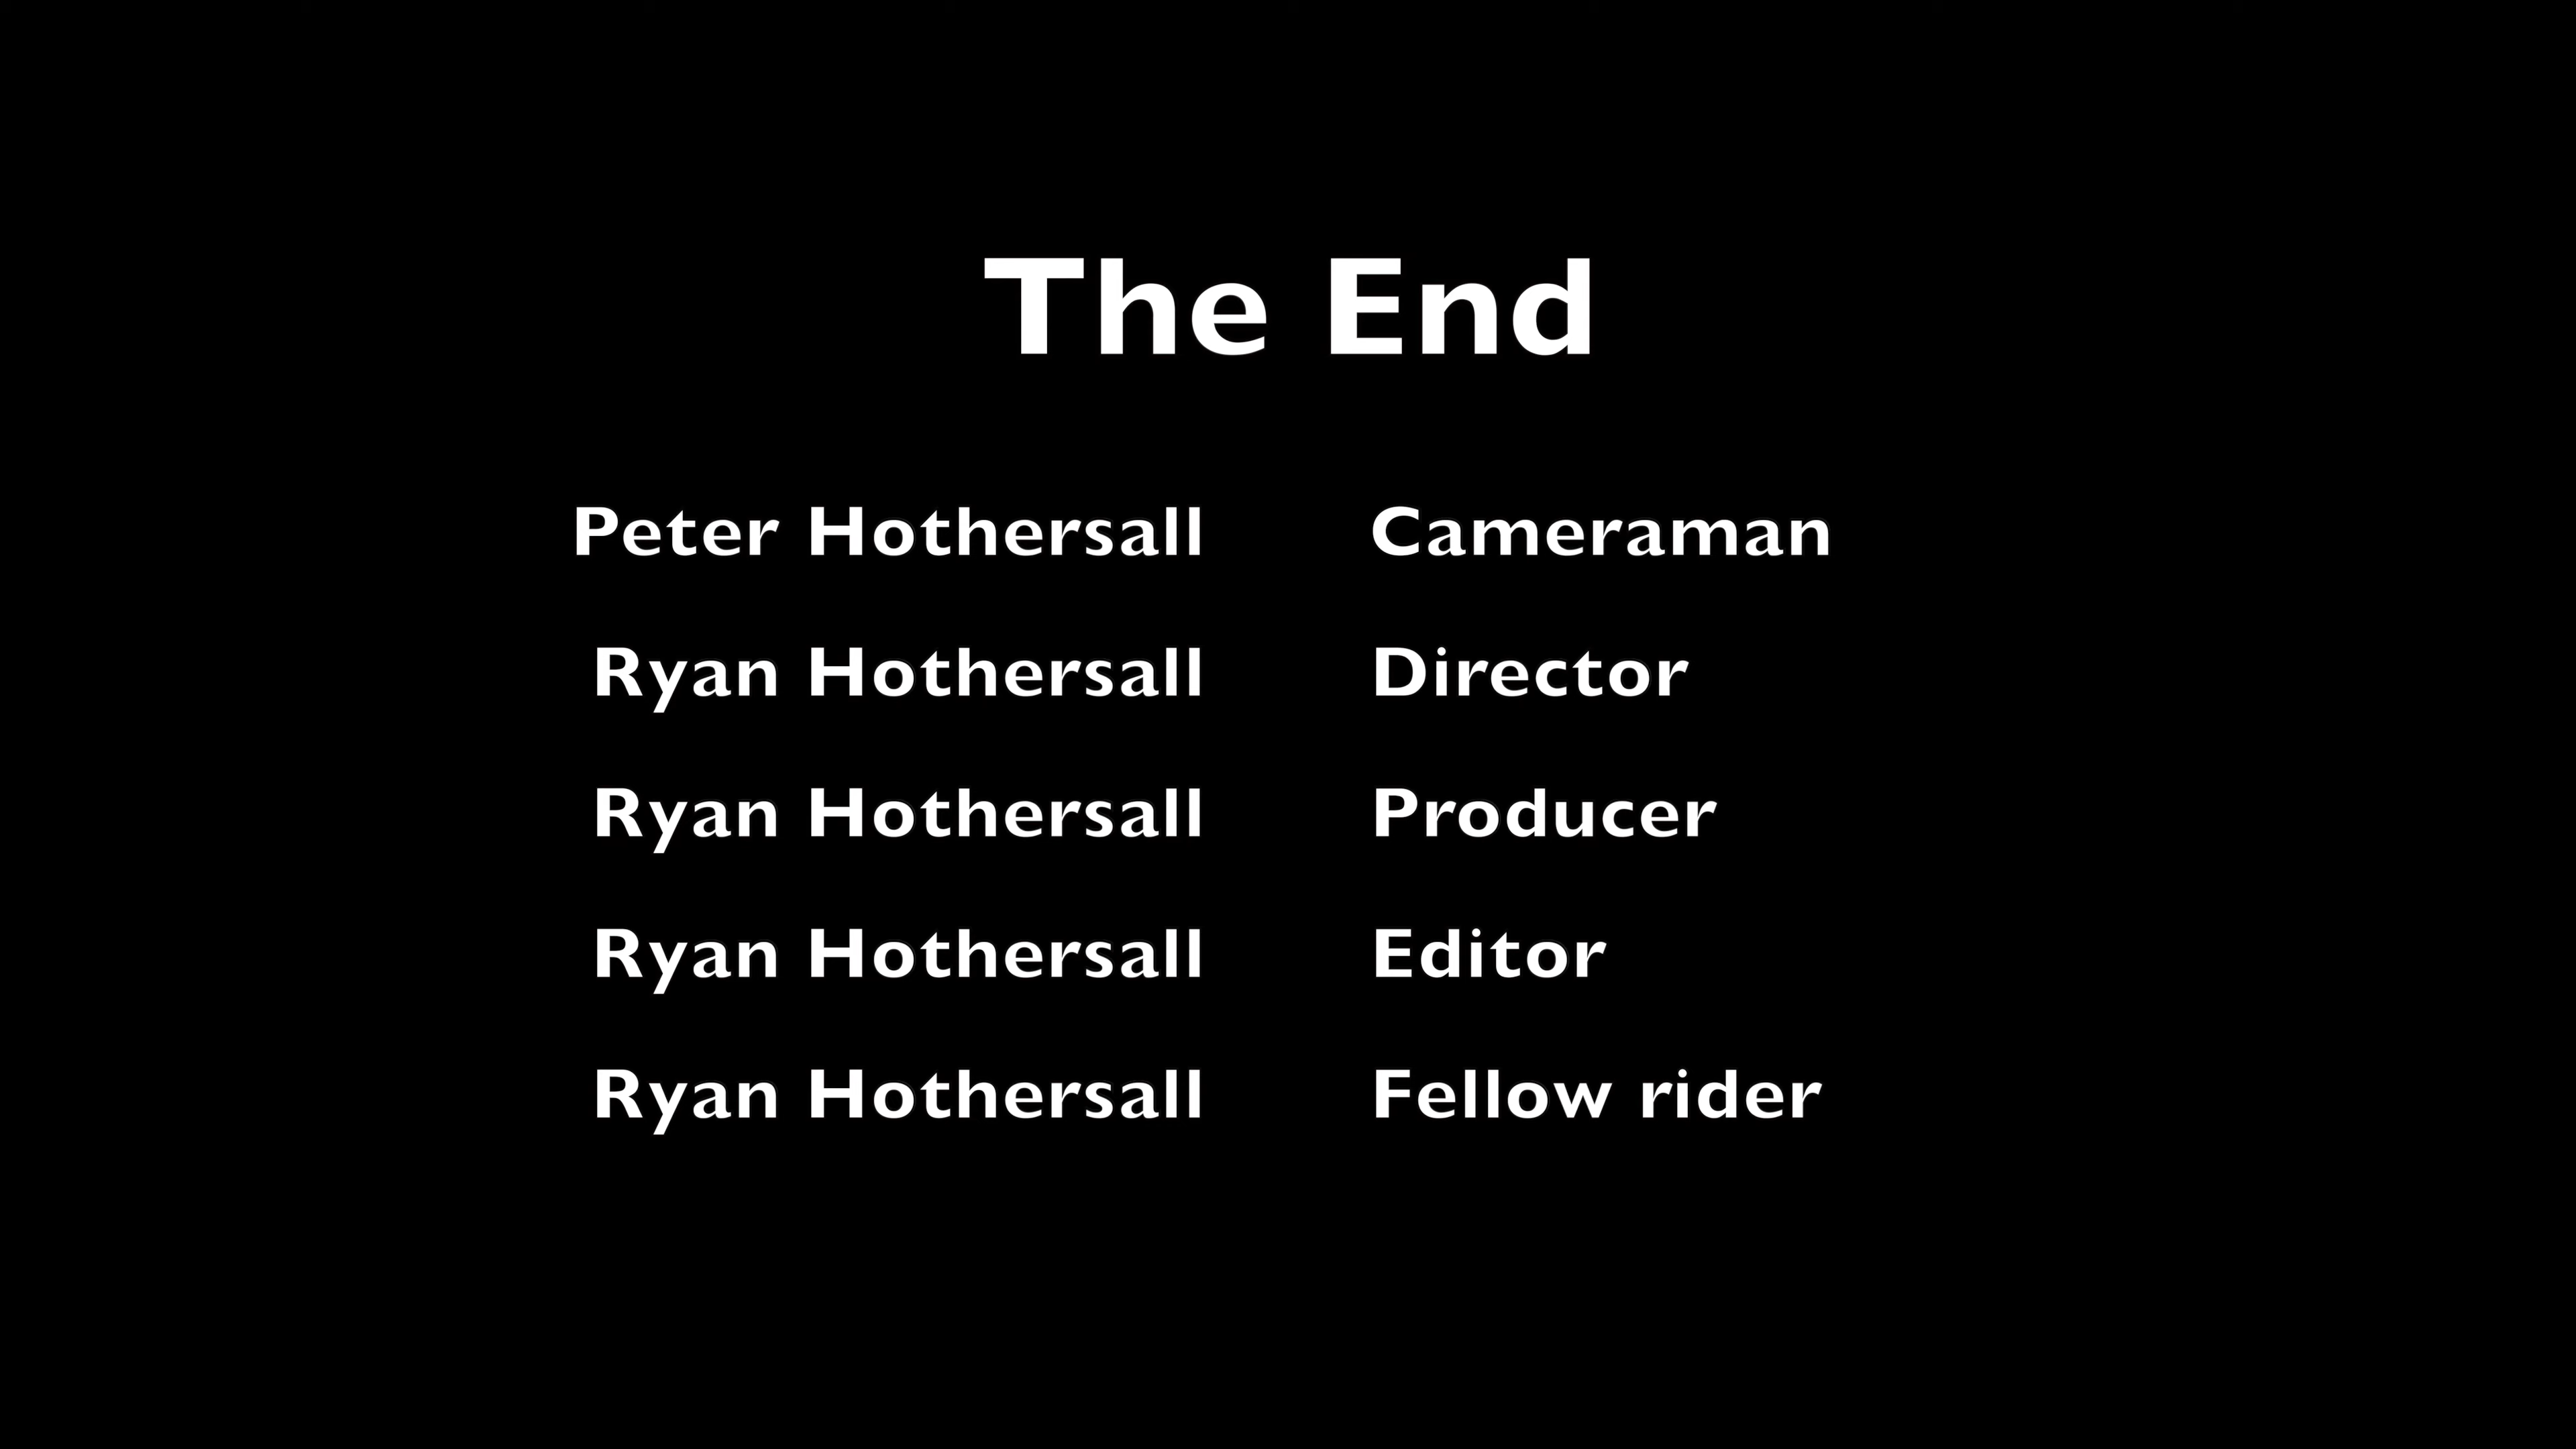 The End
Peter Hothersall Cameraman
Ryan Hothersall Director
Ryan Hothersall Producer
Ryan Hothersall Editor
Ryan Hothersall Fellow rider